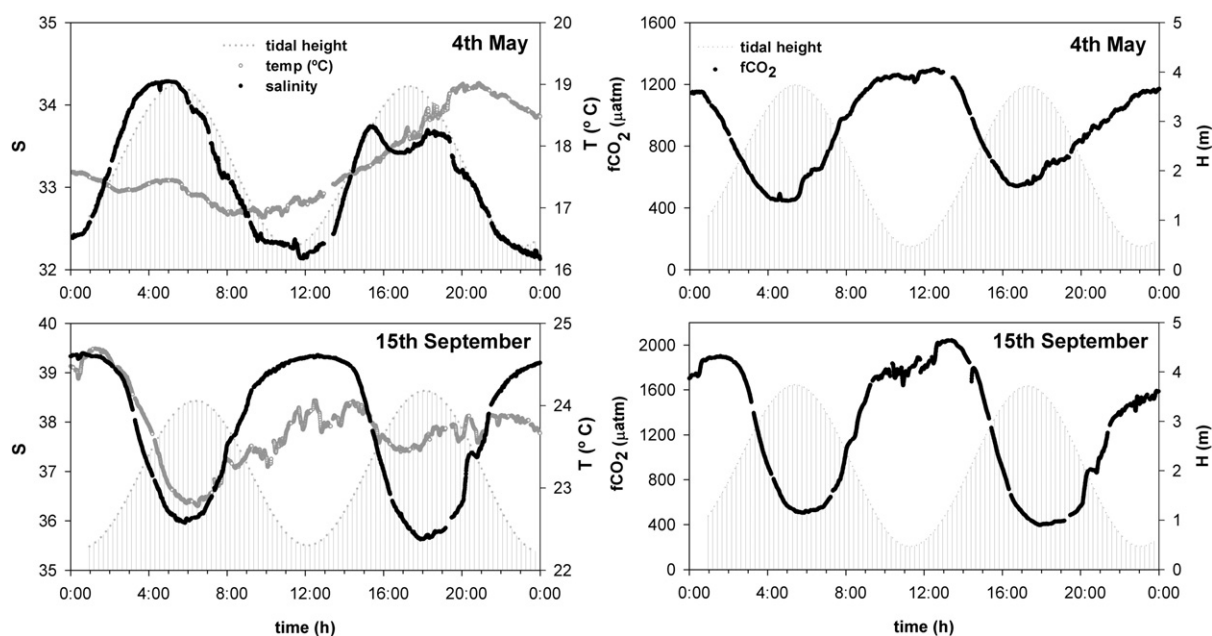 4th May
tidal height
temp (ºC)
salinity
S
T (º C)
35
34
33
32
20
19
18
17
16
0:00 4:00 8:00 12:00 16:00 20:00 0:00
4th May
tidal height
fCO2
fCO2 (µatm)
H (m)
1600
1200
800
400
0
5
4
3
2
1
0
0:00 4:00 8:00 12:00 16:00 20:00 0:00
15th September
S
T (º C)
40
39
38
37
36
35
25
24
23
22
0:00 4:00 8:00 12:00 16:00 20:00 0:00
time (h)
15th September
fCO2 (µatm)
H (m)
2000
1600
1200
800
400
0
5
4
3
2
1
0
0:00 4:00 8:00 12:00 16:00 20:00 0:00
time (h)